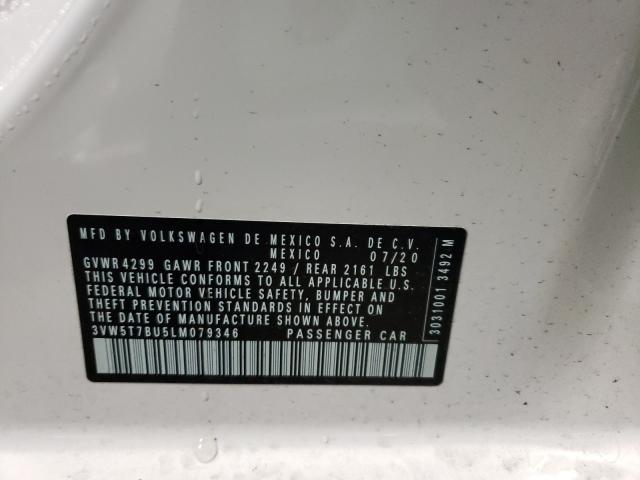 MFD BY VOLKSWAGEN DE MEXICO S.A. DE C.V.
MEXICO 07/20
GVWR 4299 GAWR FRONT 2249 / REAR 2161 LBS
THIS VEHICLE CONFORMS TO ALL APPLICABLE U.S.
FEDERAL MOTOR VEHICLE SAFETY, BUMPER, AND
THEFT PREVENTION STANDARDS IN EFFECT ON
THE DATE OF MANUFACTURE SHOWN ABOVE.
3VW5T7BU5LM079346 PASSENGER CAR
3031D01 3492 M